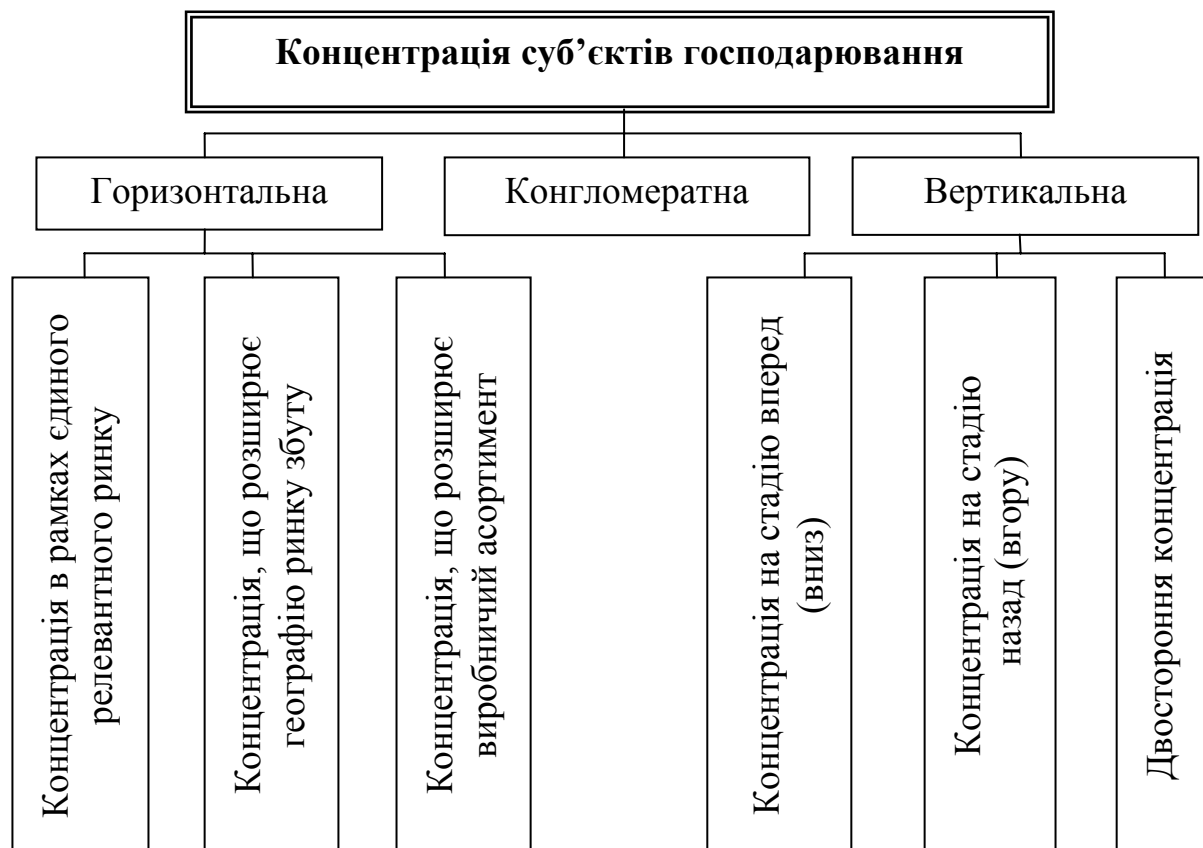 Концентрація суб’єктів господарювання
Горизонтальна
Конгломератна
Вертикальна
Концентрація в рамках єдиного
релевантного ринку
Концентрація, що розширює
географію ринку збуту
Концентрація, що розширює
виробничий асортимент
Концентрація на стадію вперед
(вниз)
Концентрація на стадію
назад (вгору)
Двостороння концентрація